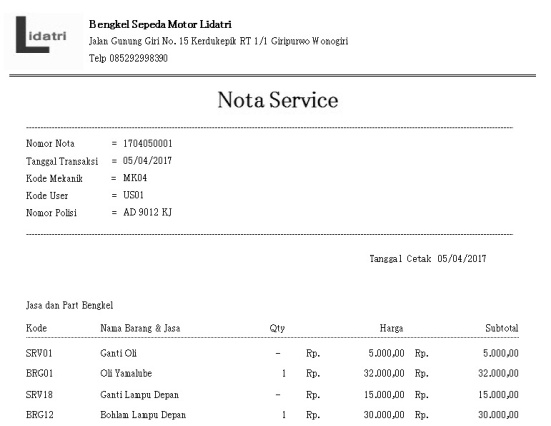 Lidatri
Bengkel Sepeda Motor Lidatri
Jalan Gunung Giri No. 15 Kerdukepik RT 1/1 Giripurwo Wonogiri
Telp 085292998390
Nota Service
Nomor Nota = 1704050001
Tanggal Transaksi = 05/04/2017
Kode Mekanik = MK04
Kode User = US01
Nomor Polisi = AD 9012 KJ
Tanggal Cetak 05/04/2017
Jasa dan Part Bengkel
Kode Nama Barang & Jasa Qty Harga Subtotal
SRV01 Ganti Oli - Rp. 5.000,00 Rp. 5.000,00
BRG01 Oli Yamalube 1 Rp. 32.000,00 Rp. 32.000,00
SRV18 Ganti Lampu Depan - Rp. 15.000,00 Rp. 15.000,00
BRG12 Bohlam Lampu Depan 1 Rp. 30.000,00 Rp. 30.000,00